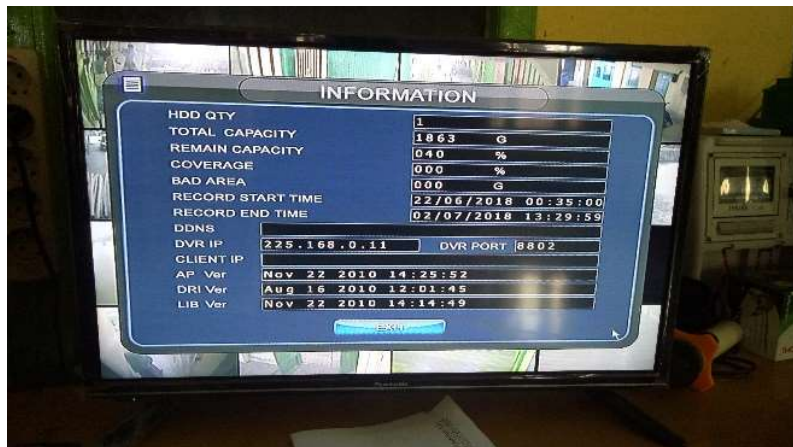 INFORMATION
HDD QTY 1
TOTAL CAPACITY 1863 G
REMAIN CAPACITY 040 %
COVERAGE 000 %
BAD AREA 000 G
RECORD START TIME 22/06/2018 00:35:00
RECORD END TIME 02/07/2018 13:29:59
DDNS
DVR IP 225.168.0.11 DVR PORT 8802
CLIENT IP
AP Ver Nov 22 2010 14:25:52
DRI Ver Aug 16 2010 12:01:45
LIB Ver Nov 22 2010 14:14:49
EXIT